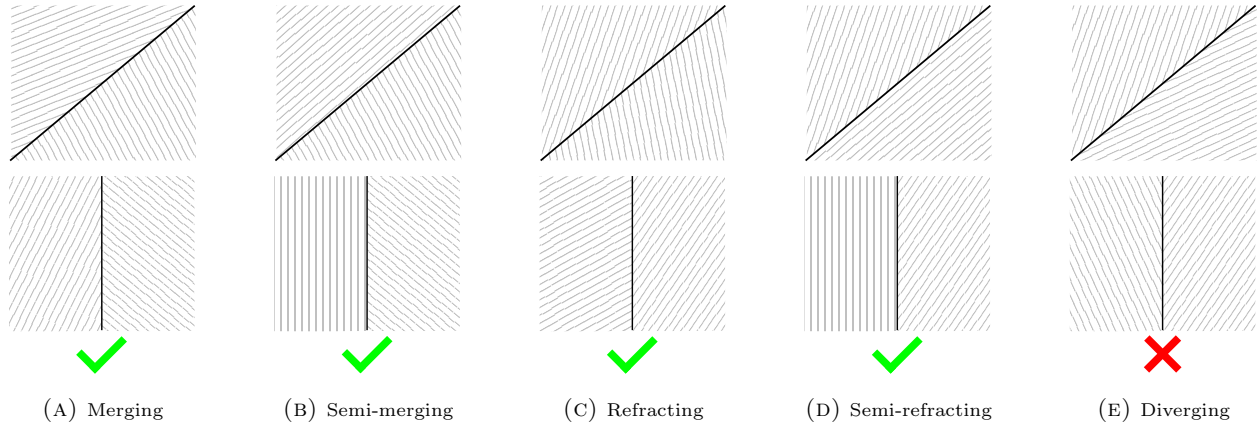 (A) Merging
(B) Semi-merging
(C) Refracting
(D) Semi-refracting
(E) Diverging